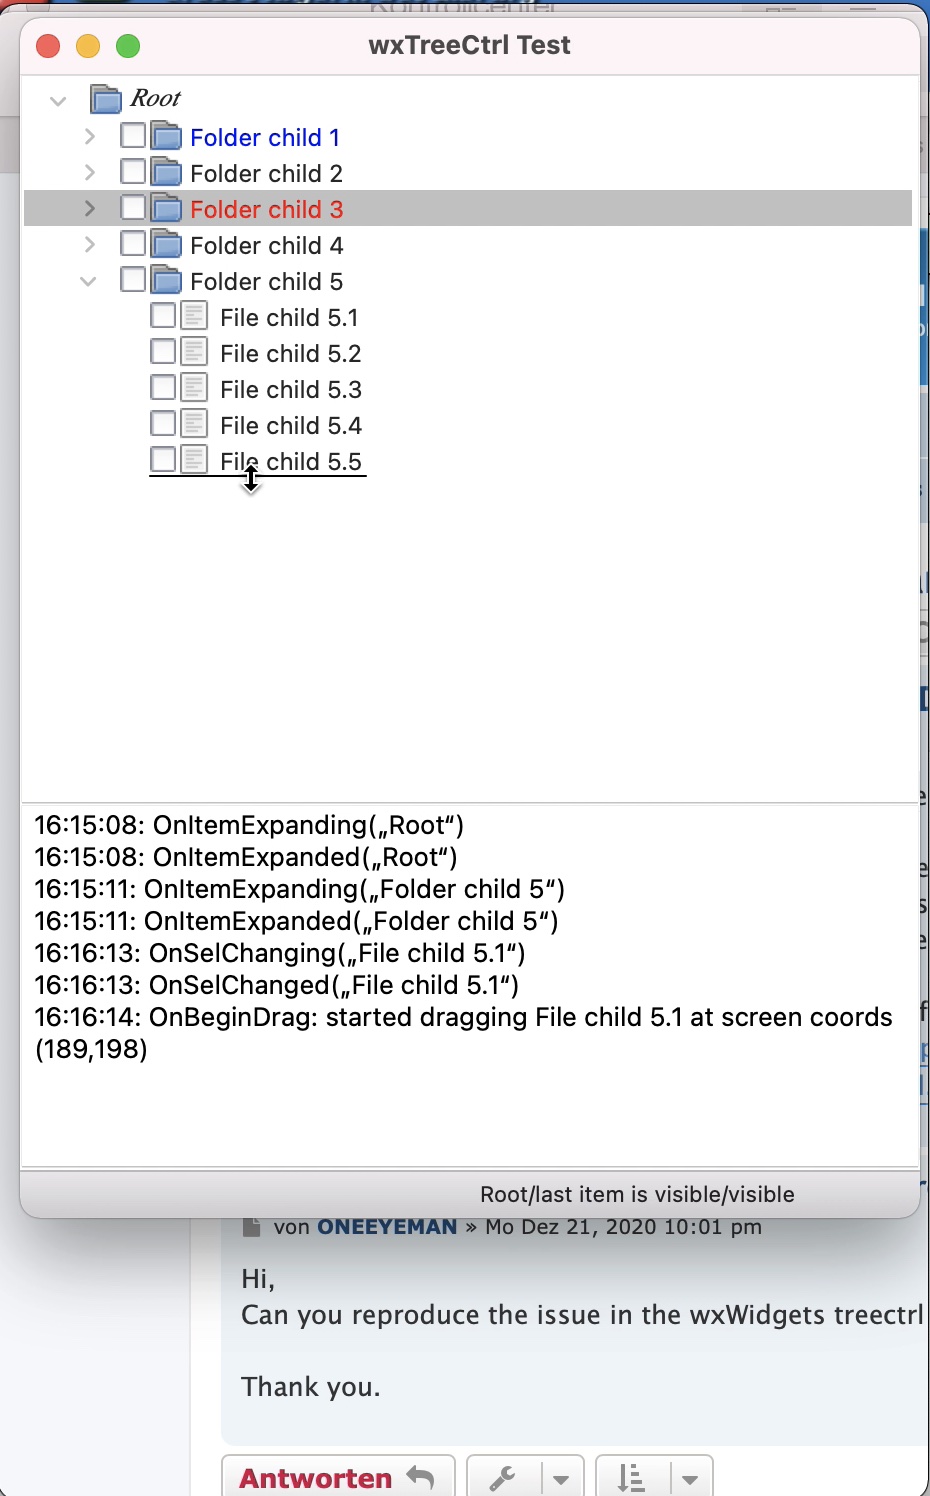 wxTreeCtrl Test
Root
Folder child 1
Folder child 2
Folder child 3
Folder child 4
Folder child 5
File child 5.1
File child 5.2
File child 5.3
File child 5.4
File child 5.5
16:15:08: OnItemExpanding(„Root“)
16:15:08: OnItemExpanded(„Root“)
16:15:11: OnItemExpanding(„Folder child 5“)
16:15:11: OnItemExpanded(„Folder child 5“)
16:16:13: OnSelChanging(„File child 5.1“)
16:16:13: OnSelChanged(„File child 5.1“)
16:16:14: OnBeginDrag: started dragging File child 5.1 at screen coords
(189,198)
Root/last item is visible/visible
von ONEEYEMAN » Mo Dez 21, 2020 10:01 pm
Hi,
Can you reproduce the issue in the wxWidgets treectrl
Thank you.
Antworten